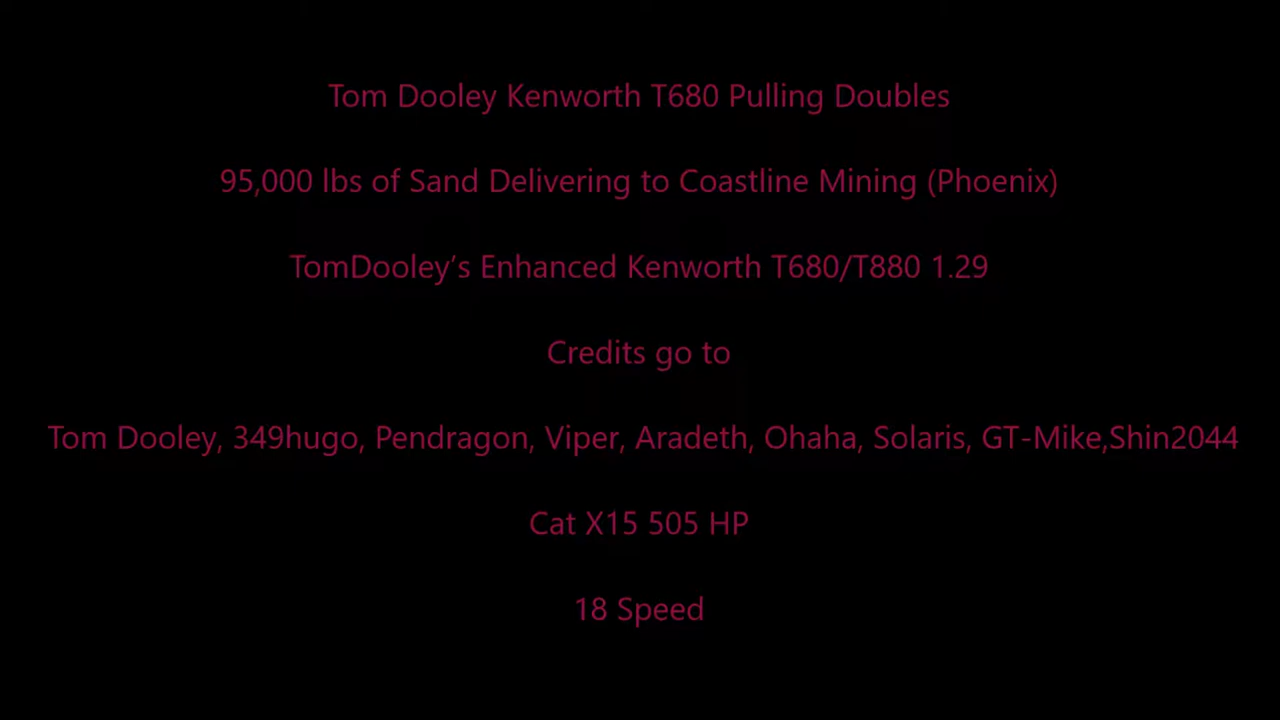 Tom Dooley Kenworth T680 Pulling Doubles
95,000 lbs of Sand Delivering to Coastline Mining (Phoenix)
TomDooley’s Enhanced Kenworth T680/T880 1.29
Credits go to
Tom Dooley, 349hugo, Pendragon, Viper, Aradeth, Ohaha, Solaris, GT-Mike,Shin2044
Cat X15 505 HP
18 Speed